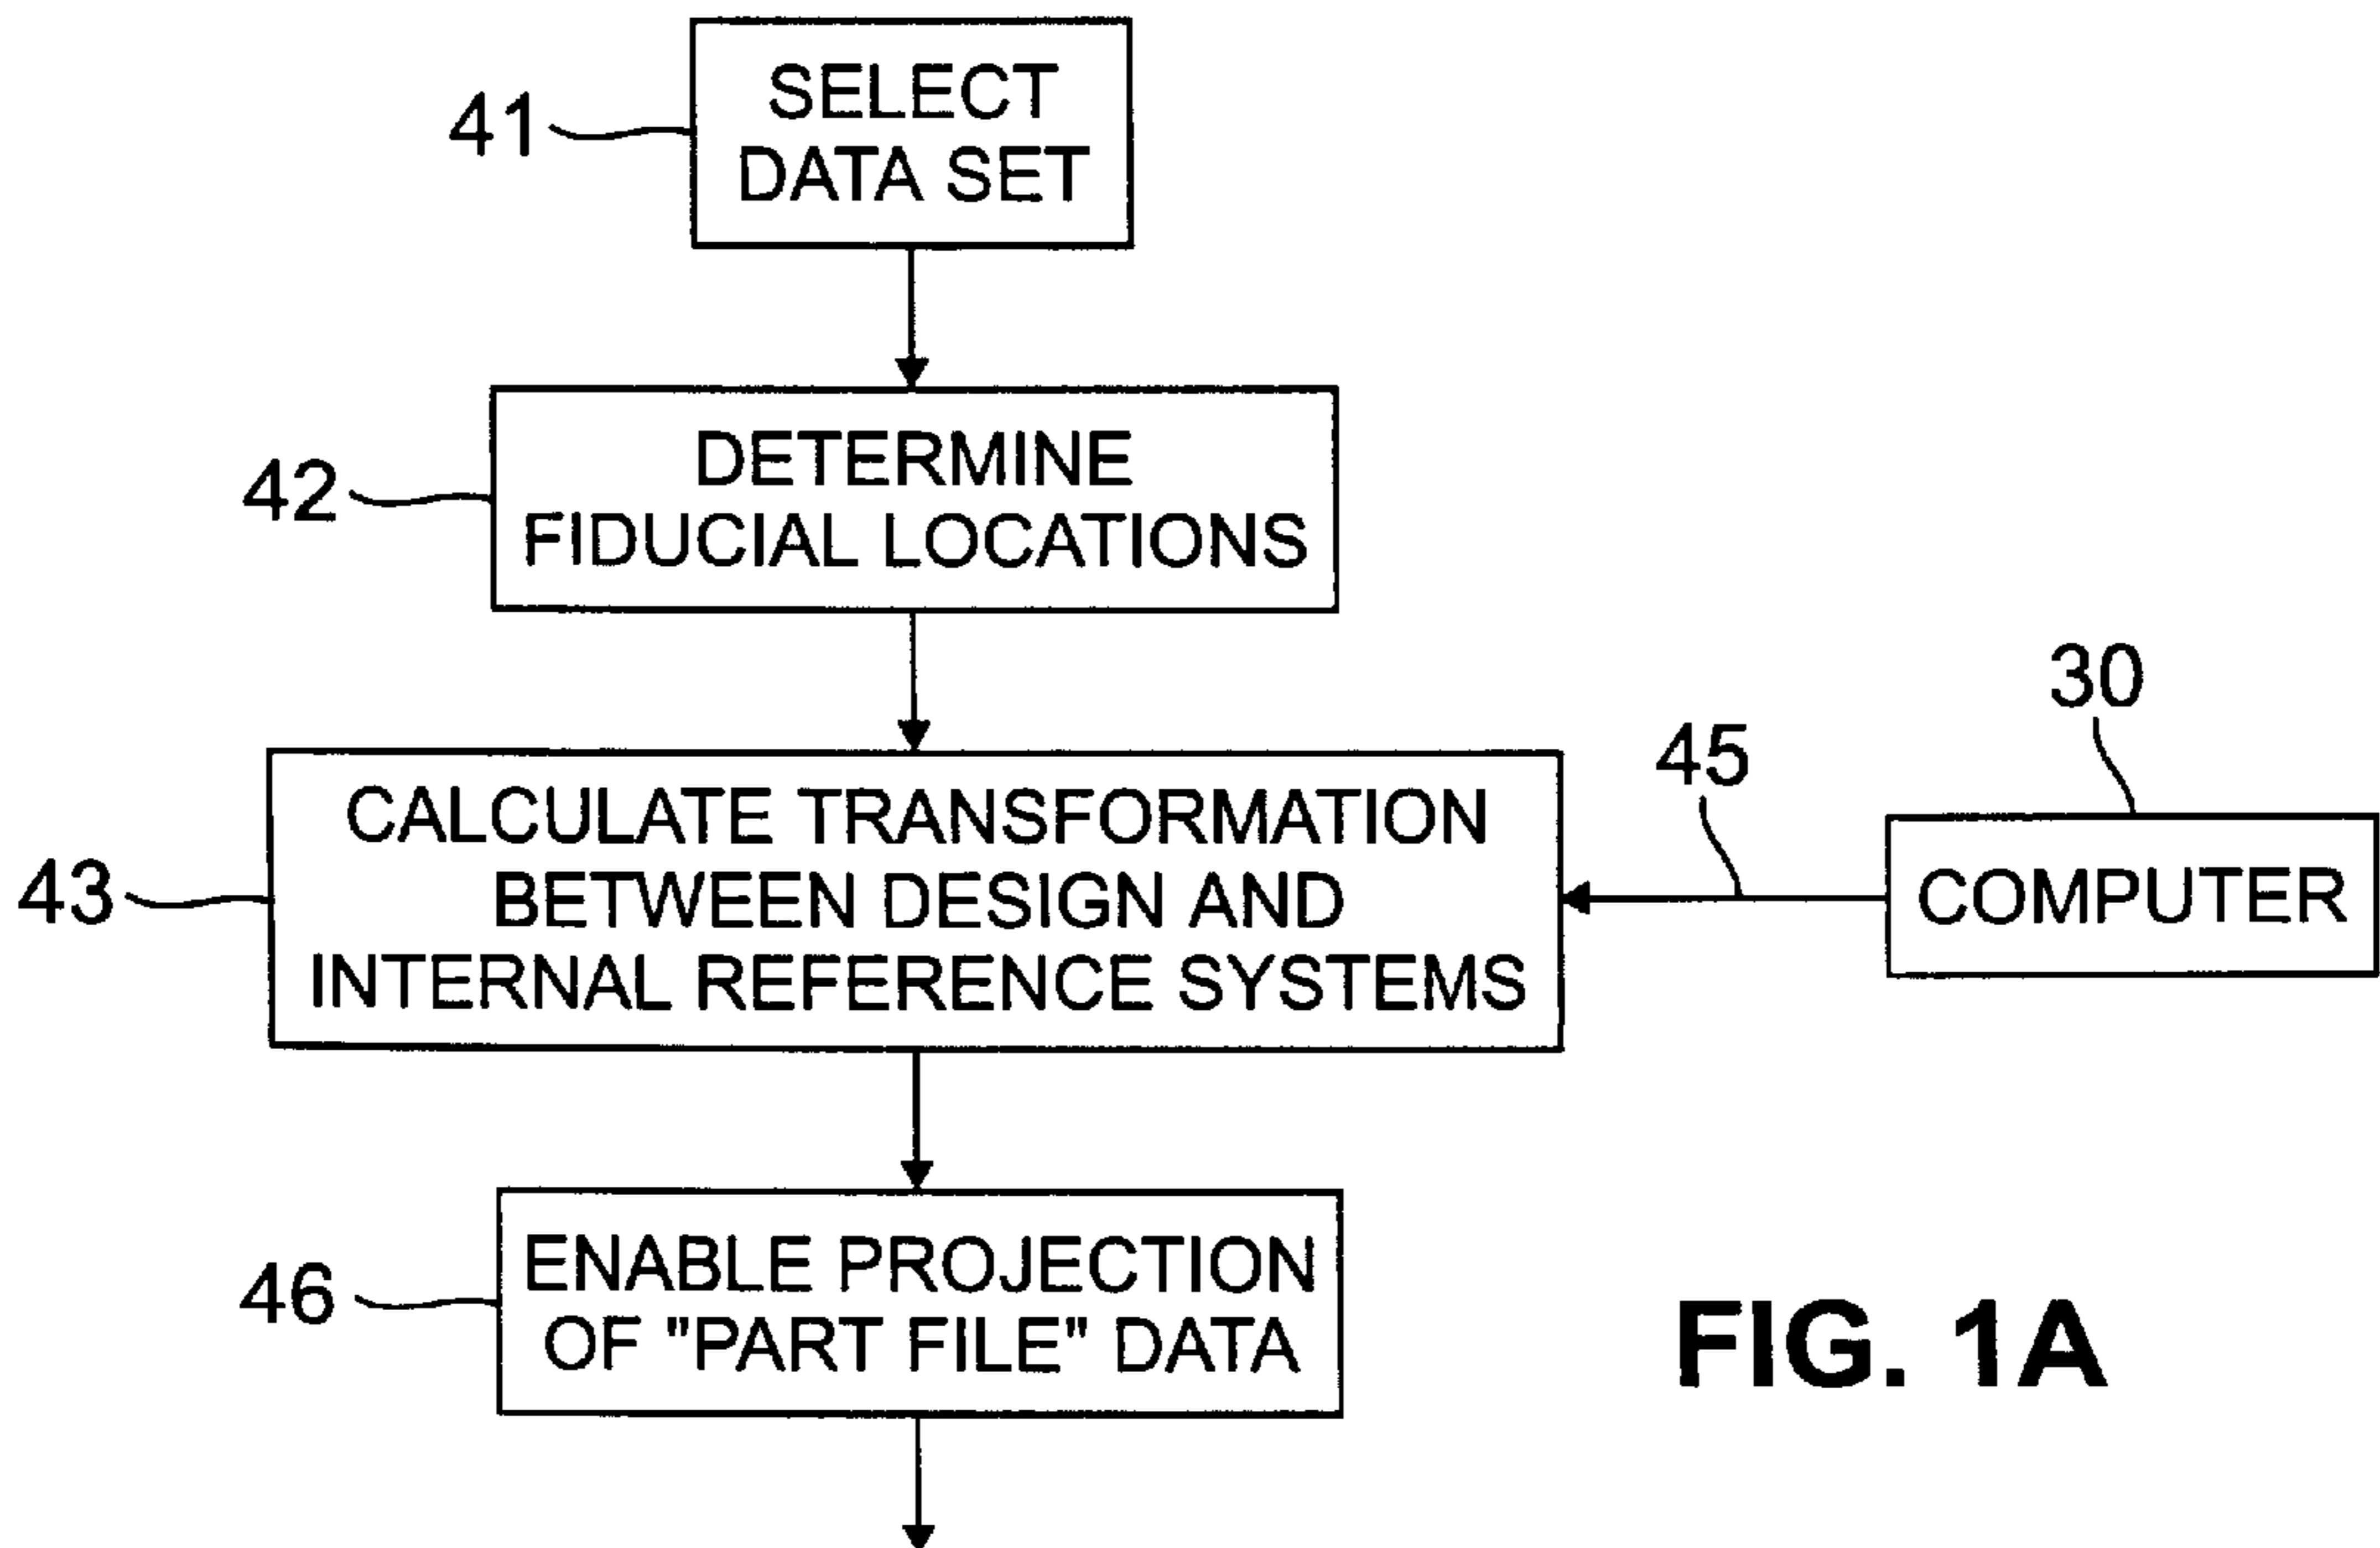 41
SELECT
DATA SET
42
DETERMINE
FIDUCIAL LOCATIONS
30
45
43
CALCULATE TRANSFORMATION
BETWEEN DESIGN AND
INTERNAL REFERENCE SYSTEMS
COMPUTER
46
ENABLE PROJECTION
OF "PART FILE" DATA
FIG. 1A